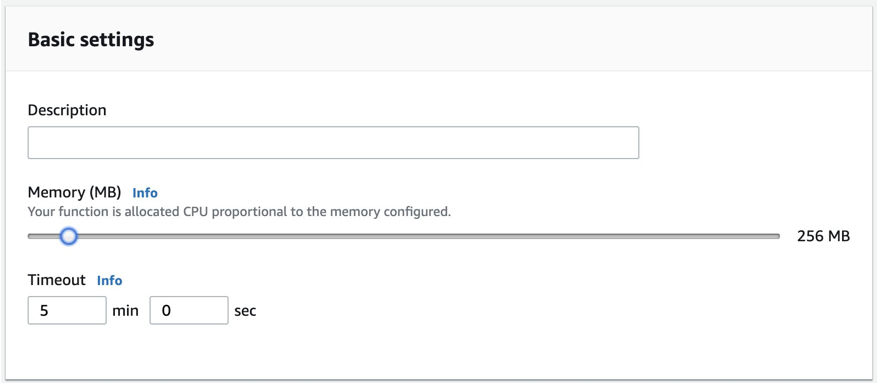 Basic settings
Description
Memory (MB) Info
Your function is allocated CPU proportional to the memory configured.
256 MB
Timeout Info
5 min 0 sec